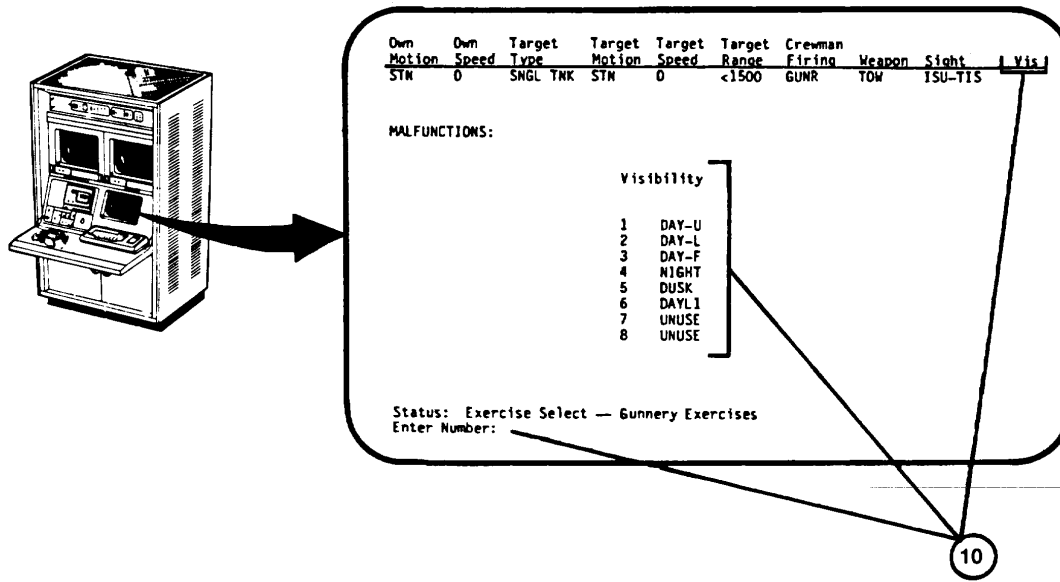 Own Own Target Target Target Target Crewman
Motion Speed Type Motion Speed Range Firing Weapon Sight Vis
STN 0 SNGL TNK STN 0 <1500 GUNR TOW ISU-TIS
MALFUNCTIONS:
Visibility
1 DAY-U
2 DAY-L
3 DAY-F
4 NIGHT
5 DUSK
6 DAYLI
7 UNUSE
8 UNUSE
Status: Exercise Select — Gunnery Exercises
Enter Number:
10